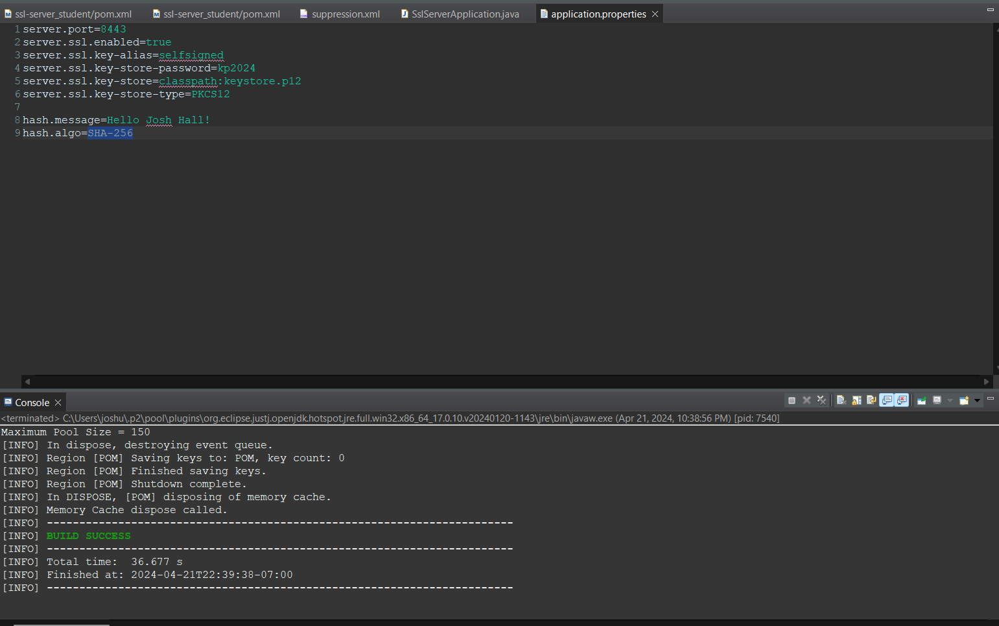 ssl-server_student/pom.xml ssl-server_student/pom.xml suppression.xml SslServerApplication.java application.properties
1 server.port=8443
2 server.ssl.enabled=true
3 server.ssl.key-alias=selfsigned
4 server.ssl.key-store-password=kp2024
5 server.ssl.key-store=classpath:keystore.p12
6 server.ssl.key-store-type=PKCS12
7
8 hash.message=Hello Josh Hall!
9 hash.algo=SHA-256
Console
<terminated> C:\Users\joshu\.p2\pool\plugins\org.eclipse.justj.openjdk.hotspot.jre.full.win32.x86_64_17.0.10.v20240120-1143\jre\bin\javaw.exe (Apr 21, 2024, 10:38:56 PM) [pid: 7540]
Maximum Pool Size = 150
[INFO] In dispose, destroying event queue.
[INFO] Region [POM] Saving keys to: POM, key count: 0
[INFO] Region [POM] Finished saving keys.
[INFO] Region [POM] Shutdown complete.
[INFO] In DISPOSE, [POM] disposing of memory cache.
[INFO] Memory Cache dispose called.
[INFO] ------------------------------------------------------------------------
[INFO] BUILD SUCCESS
[INFO] ------------------------------------------------------------------------
[INFO] Total time:  36.677 s
[INFO] Finished at: 2024-04-21T22:39:38-07:00
[INFO] ------------------------------------------------------------------------